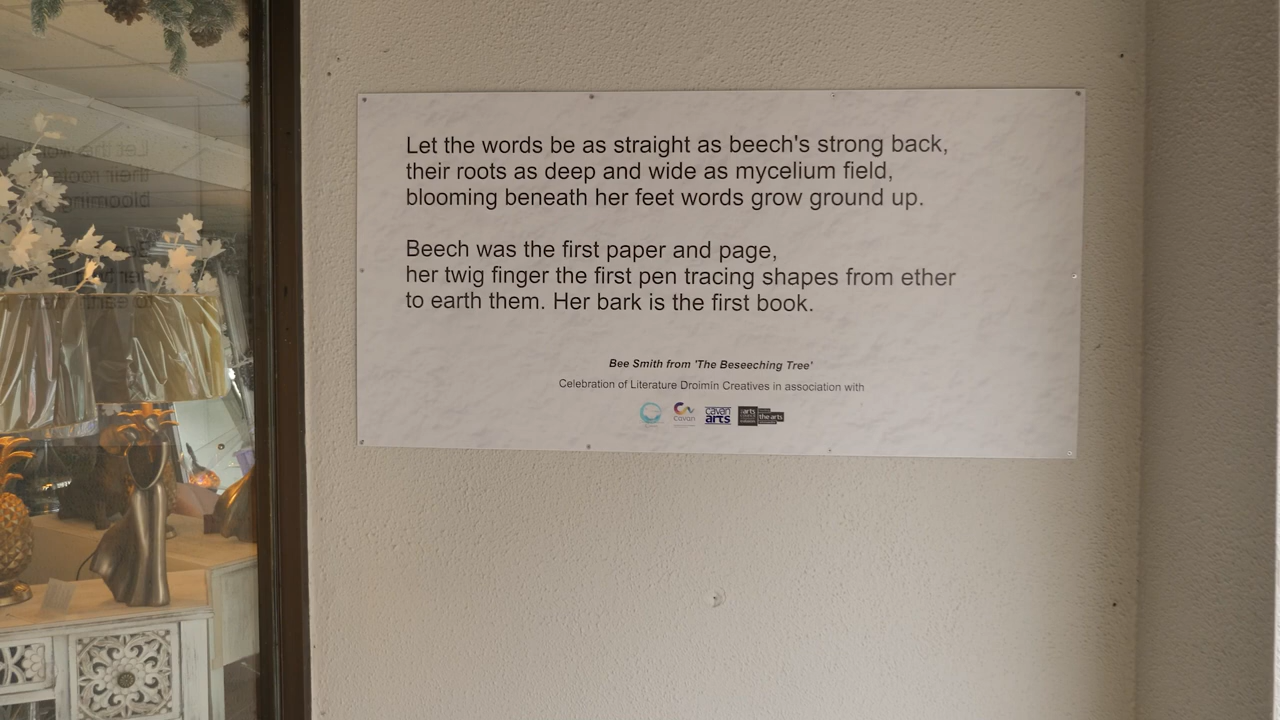 Let the words be as straight as beech's strong back,
their roots as deep and wide as mycelium field,
blooming beneath her feet words grow ground up.
Beech was the first paper and page,
her twig finger the first pen tracing shapes from ether
to earth them. Her bark is the first book.
Bee Smith from 'The Beseeching Tree'
Celebration of Literature Droimin Creatives in association with
Cavan
cavan
arts
arts
the arts